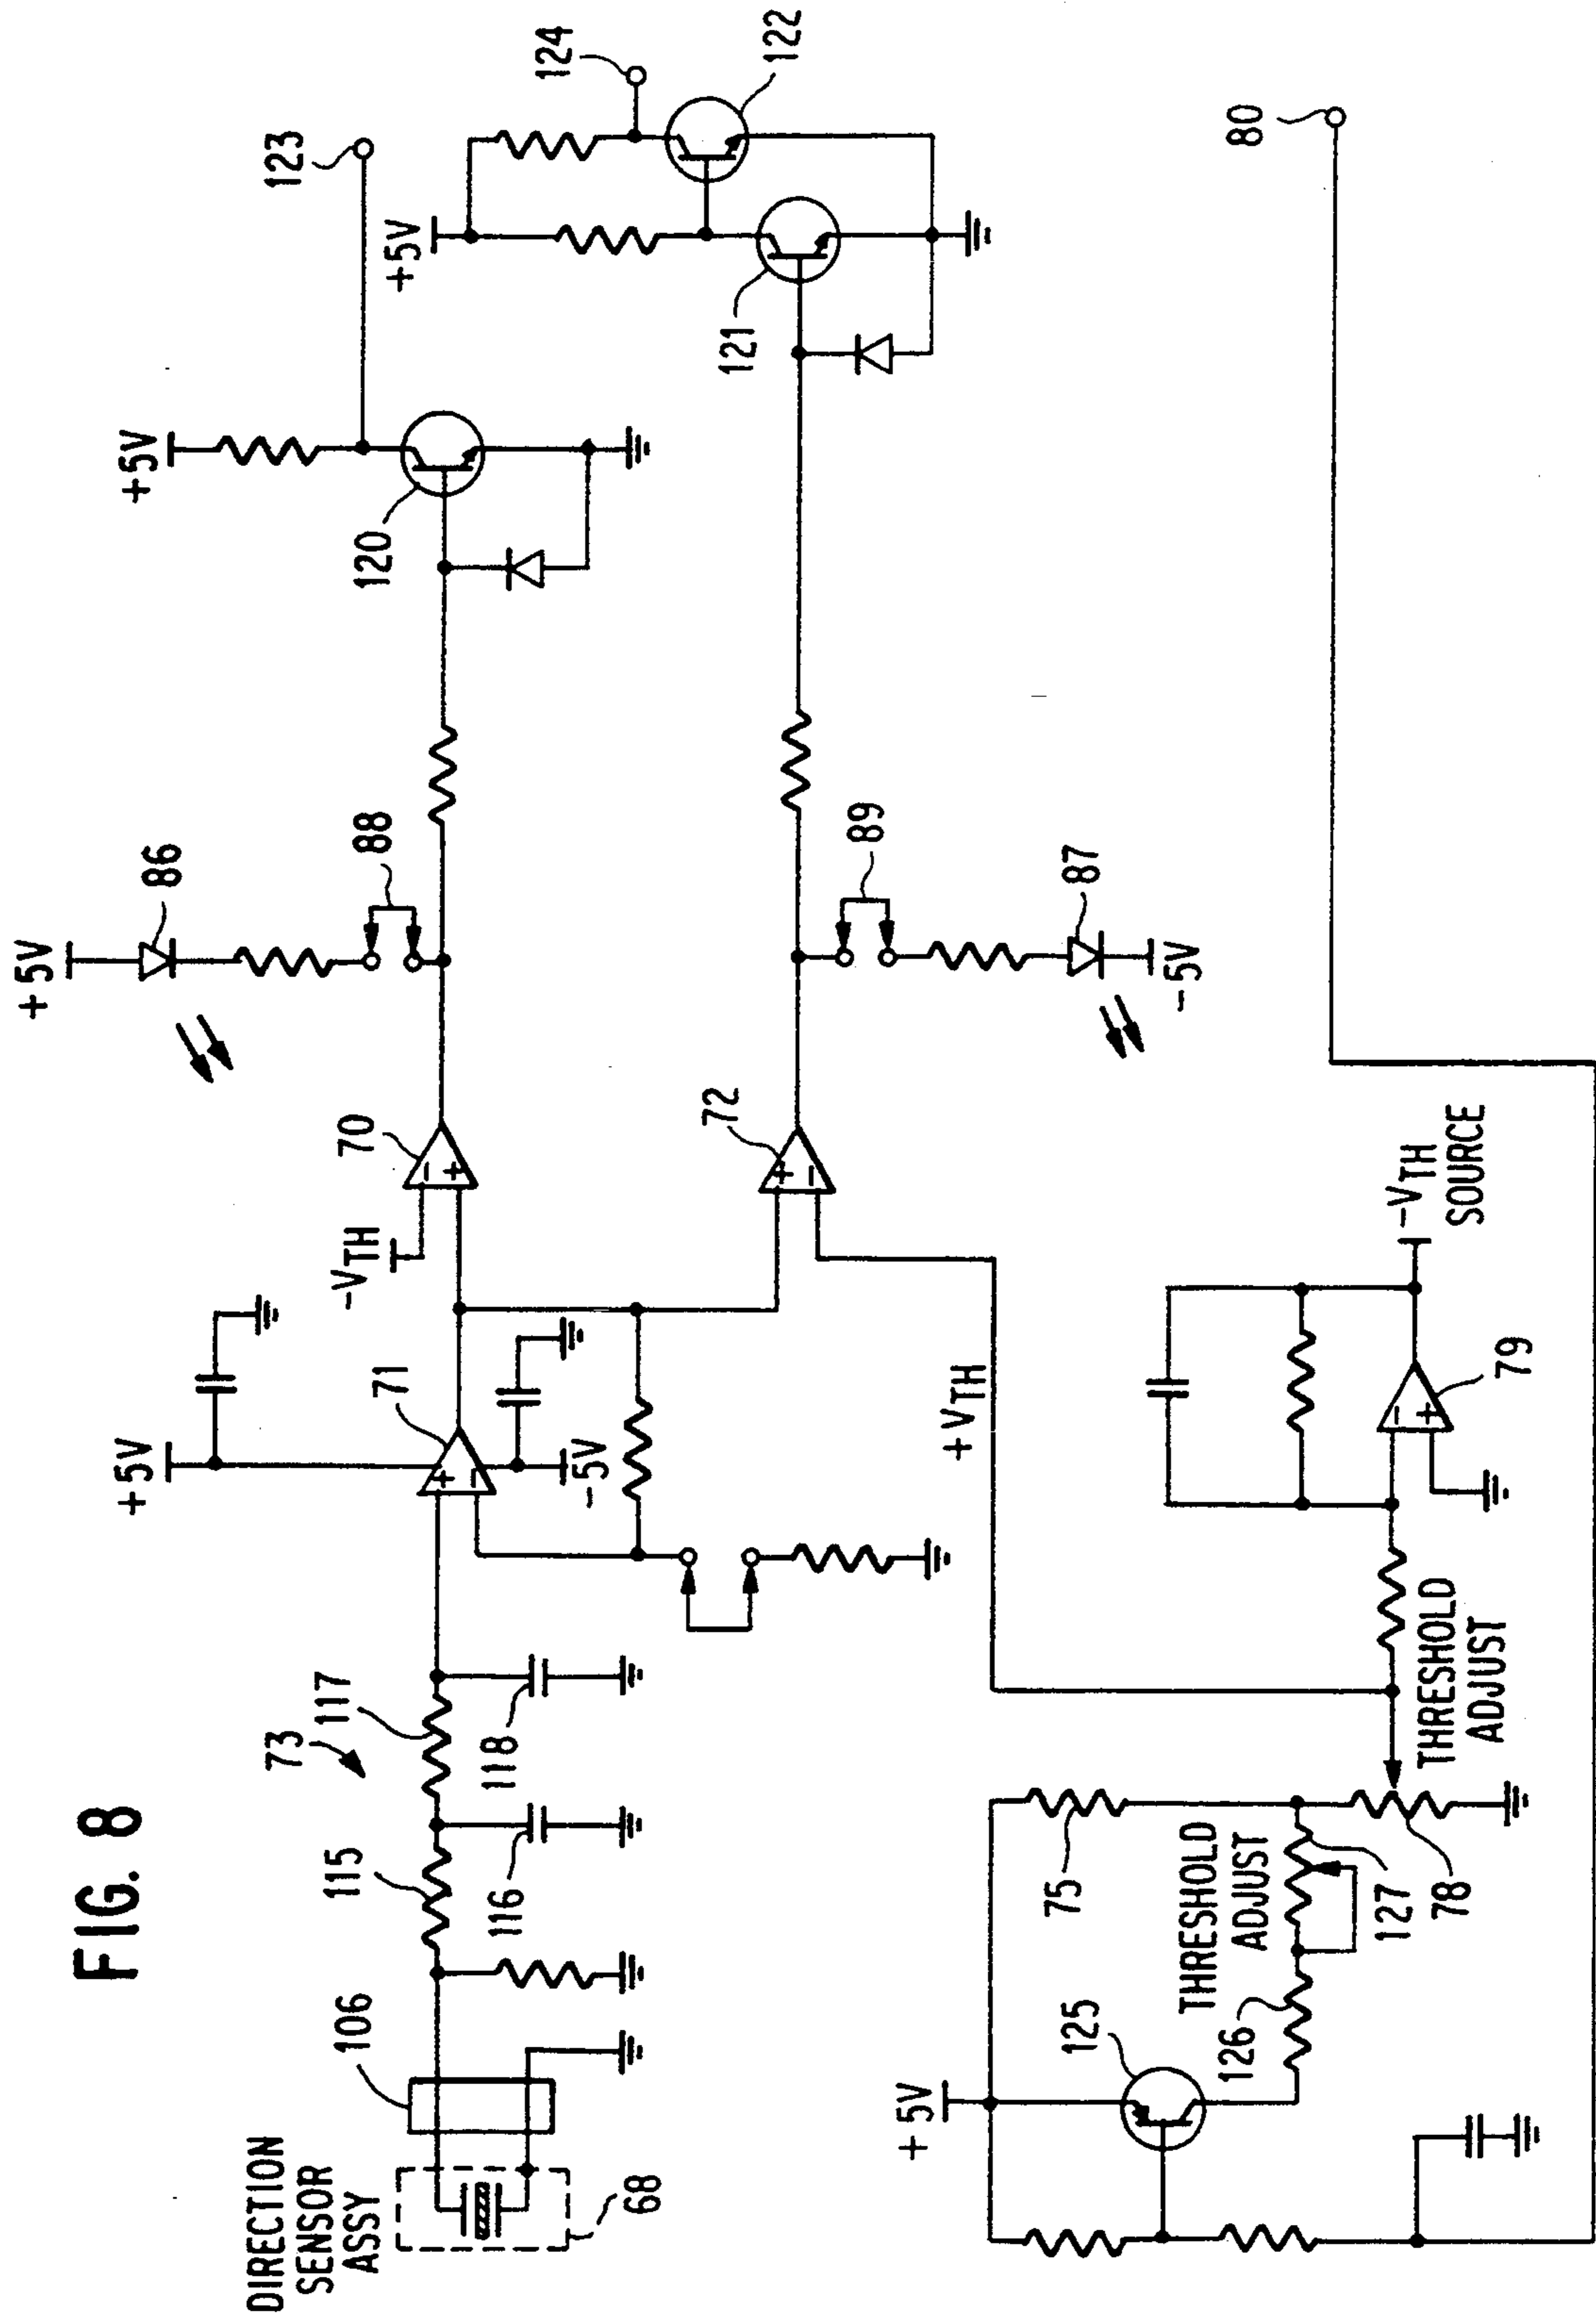 FIG. 8
DIRECTION
SENSOR
ASSY
68
106
115
116
73
117
118
+5V
71
-5V
-VTH
70
72
+5V
86
88
89
87
-5V
+5V
120
123
+5V
121
124
122
+VTH
+5V
125
126
THRESHOLD
ADJUST
127
75
78
THRESHOLD
ADJUST
79
-VTH
SOURCE
80